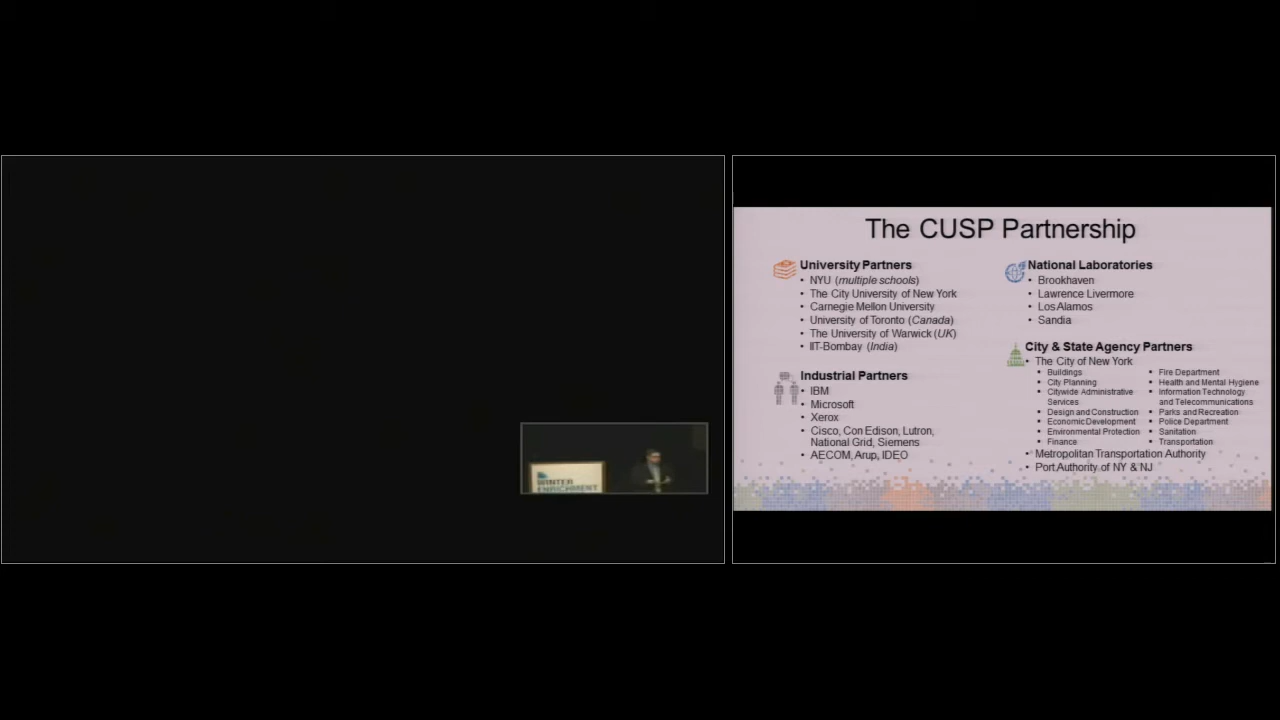 The CUSP Partnership
University Partners
• NYU (multiple schools)
• The City University of New York
• Carnegie Mellon University
• University of Toronto (Canada)
• The University of Warwick (UK)
• IIT-Bombay (India)
Industrial Partners
• IBM
• Microsoft
• Xerox
• Cisco, Con Edison, Lutron,
National Grid, Siemens
• AECOM, Arup, IDEO
National Laboratories
• Brookhaven
• Lawrence Livermore
• Los Alamos
• Sandia
City & State Agency Partners
• The City of New York
• Buildings
• City Planning
• Citywide Administrative
Services
• Design and Construction
• Economic Development
• Environmental Protection
• Finance
• Fire Department
• Health and Mental Hygiene
• Information Technology
and Telecommunications
• Parks and Recreation
• Police Department
• Sanitation
• Transportation
• Metropolitan Transportation Authority
• Port Authority of NY & NJ
WINTER
ENRICHMENT